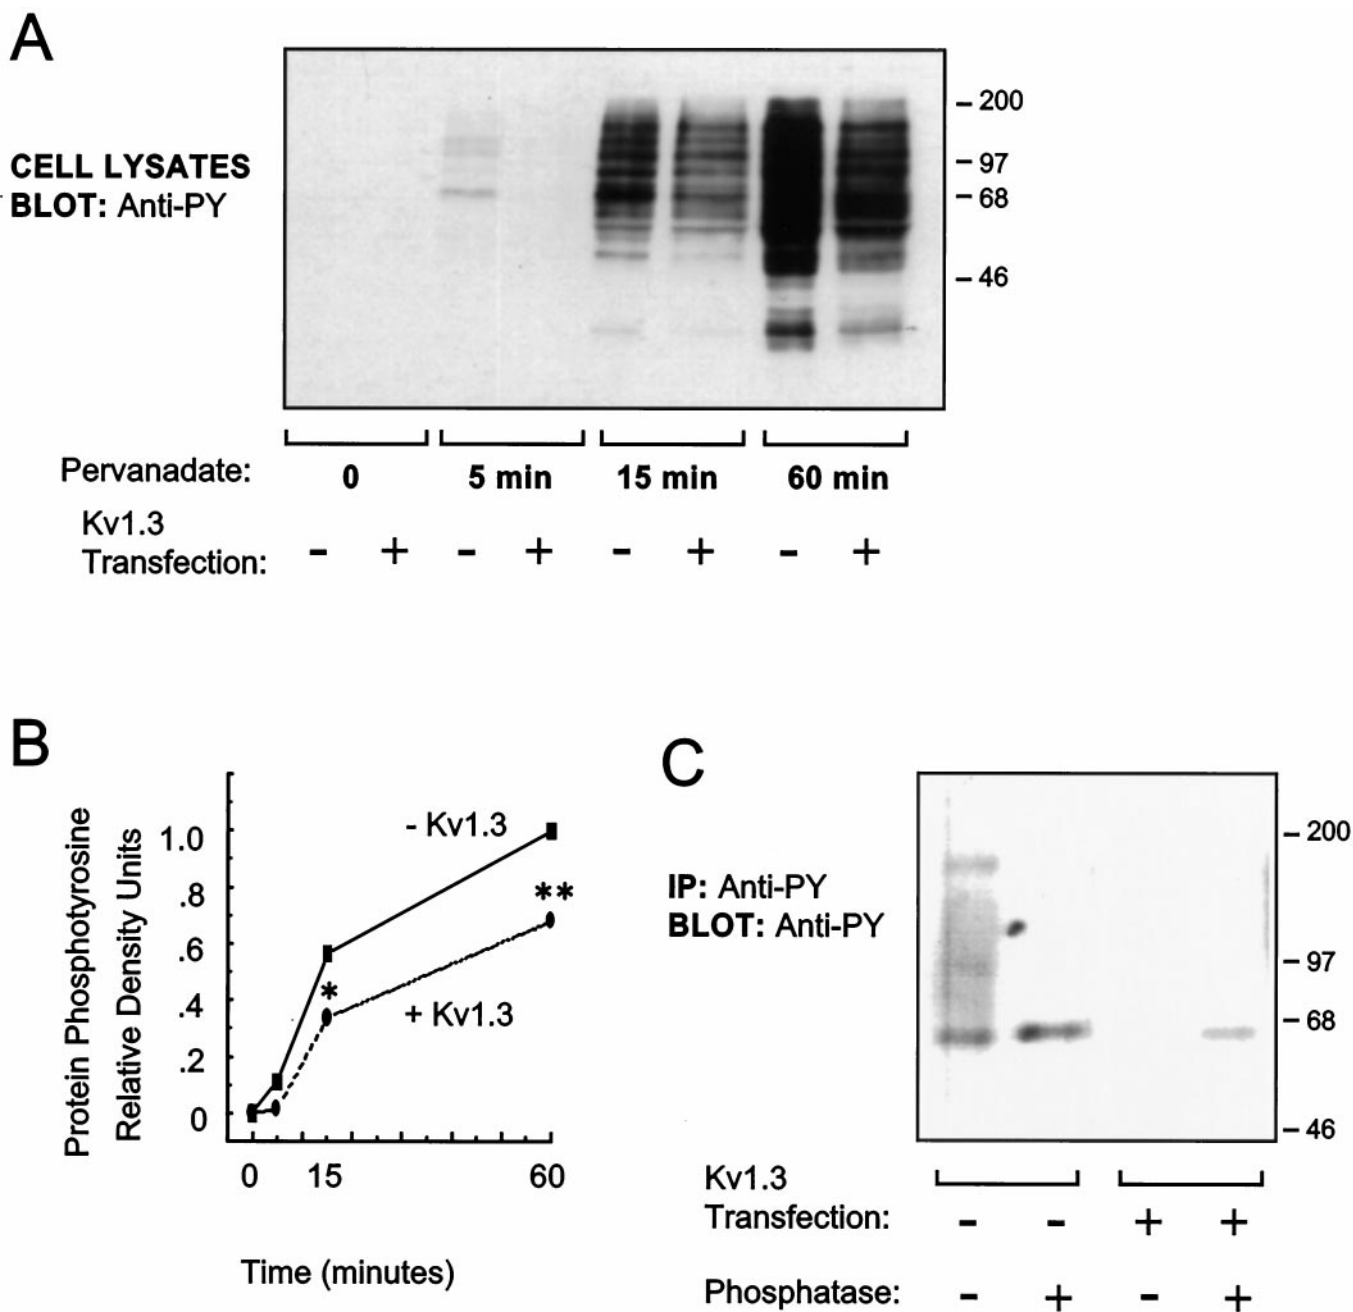 A
CELL LYSATES
BLOT: Anti-PY
– 200
– 97
– 68
– 46
Pervanadate: 0 5 min 15 min 60 min
Kv1.3
Transfection: - + - + - + - +
B
Protein Phosphotyrosine
Relative Density Units
1.0
.8
.6
.4
.2
0
- Kv1.3
**
*
+ Kv1.3
0 15 60
Time (minutes)
C
IP: Anti-PY
BLOT: Anti-PY
– 200
– 97
– 68
– 46
Kv1.3
Transfection: - - + +
Phosphatase: - + - +